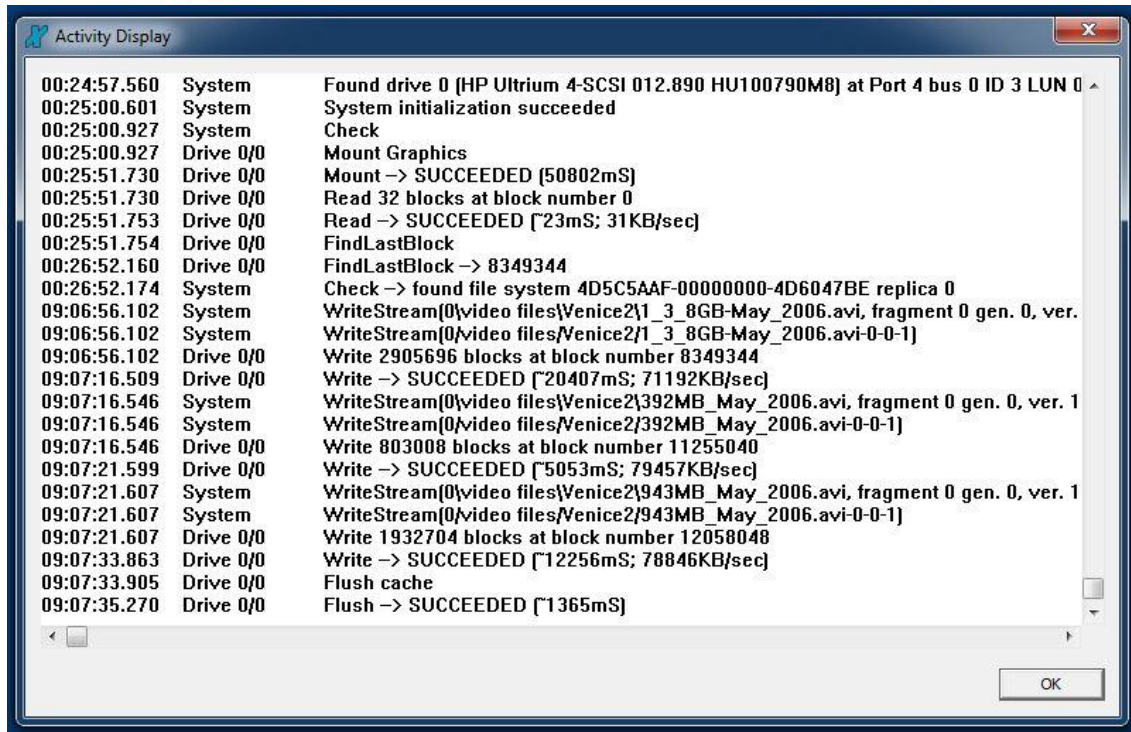 Activity Display
00:24:57.560 System Found drive 0 (HP Ultrium 4-SCSI 012.890 HU100790M8) at Port 4 bus 0 ID 3 LUN 0
00:25:00.601 System System initialization succeeded
00:25:00.927 System Check
00:25:00.927 Drive 0/0 Mount Graphics
00:25:51.730 Drive 0/0 Mount --> SUCCEEDED (50802mS)
00:25:51.730 Drive 0/0 Read 32 blocks at block number 0
00:25:51.753 Drive 0/0 Read --> SUCCEEDED (~23mS; 31KB/sec)
00:25:51.754 Drive 0/0 FindLastBlock
00:26:52.160 Drive 0/0 FindLastBlock --> 8349344
00:26:52.174 System Check --> found file system 4D5C5AAF-00000000-4D6047BE replica 0
09:06:56.102 System WriteStream(0\video files\Venice2\1_3_8GB-May_2006.avi, fragment 0 gen. 0, ver.
09:06:56.102 System WriteStream(0/video files/Venice2/1_3_8GB-May_2006.avi-0-0-1)
09:06:56.102 Drive 0/0 Write 2905696 blocks at block number 8349344
09:07:16.509 Drive 0/0 Write --> SUCCEEDED (~20407mS; 71192KB/sec)
09:07:16.546 System WriteStream(0\video files\Venice2\392MB_May_2006.avi, fragment 0 gen. 0, ver. 1
09:07:16.546 System WriteStream(0/video files/Venice2/392MB_May_2006.avi-0-0-1)
09:07:16.546 Drive 0/0 Write 803008 blocks at block number 11255040
09:07:21.599 Drive 0/0 Write --> SUCCEEDED (~5053mS; 79457KB/sec)
09:07:21.607 System WriteStream(0\video files\Venice2\943MB_May_2006.avi, fragment 0 gen. 0, ver. 1
09:07:21.607 System WriteStream(0/video files/Venice2/943MB_May_2006.avi-0-0-1)
09:07:21.607 Drive 0/0 Write 1932704 blocks at block number 12058048
09:07:33.863 Drive 0/0 Write --> SUCCEEDED (~12256mS; 78846KB/sec)
09:07:33.905 Drive 0/0 Flush cache
09:07:35.270 Drive 0/0 Flush --> SUCCEEDED (~1365mS)
OK